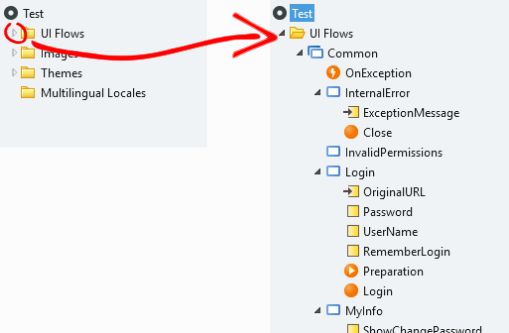 Test
UI Flows
Images
Themes
Multilingual Locales
Test
UI Flows
Common
OnException
InternalError
ExceptionMessage
Close
InvalidPermissions
Login
OriginalURL
Password
UserName
RememberLogin
Preparation
Login
MyInfo
ShowChangePassword